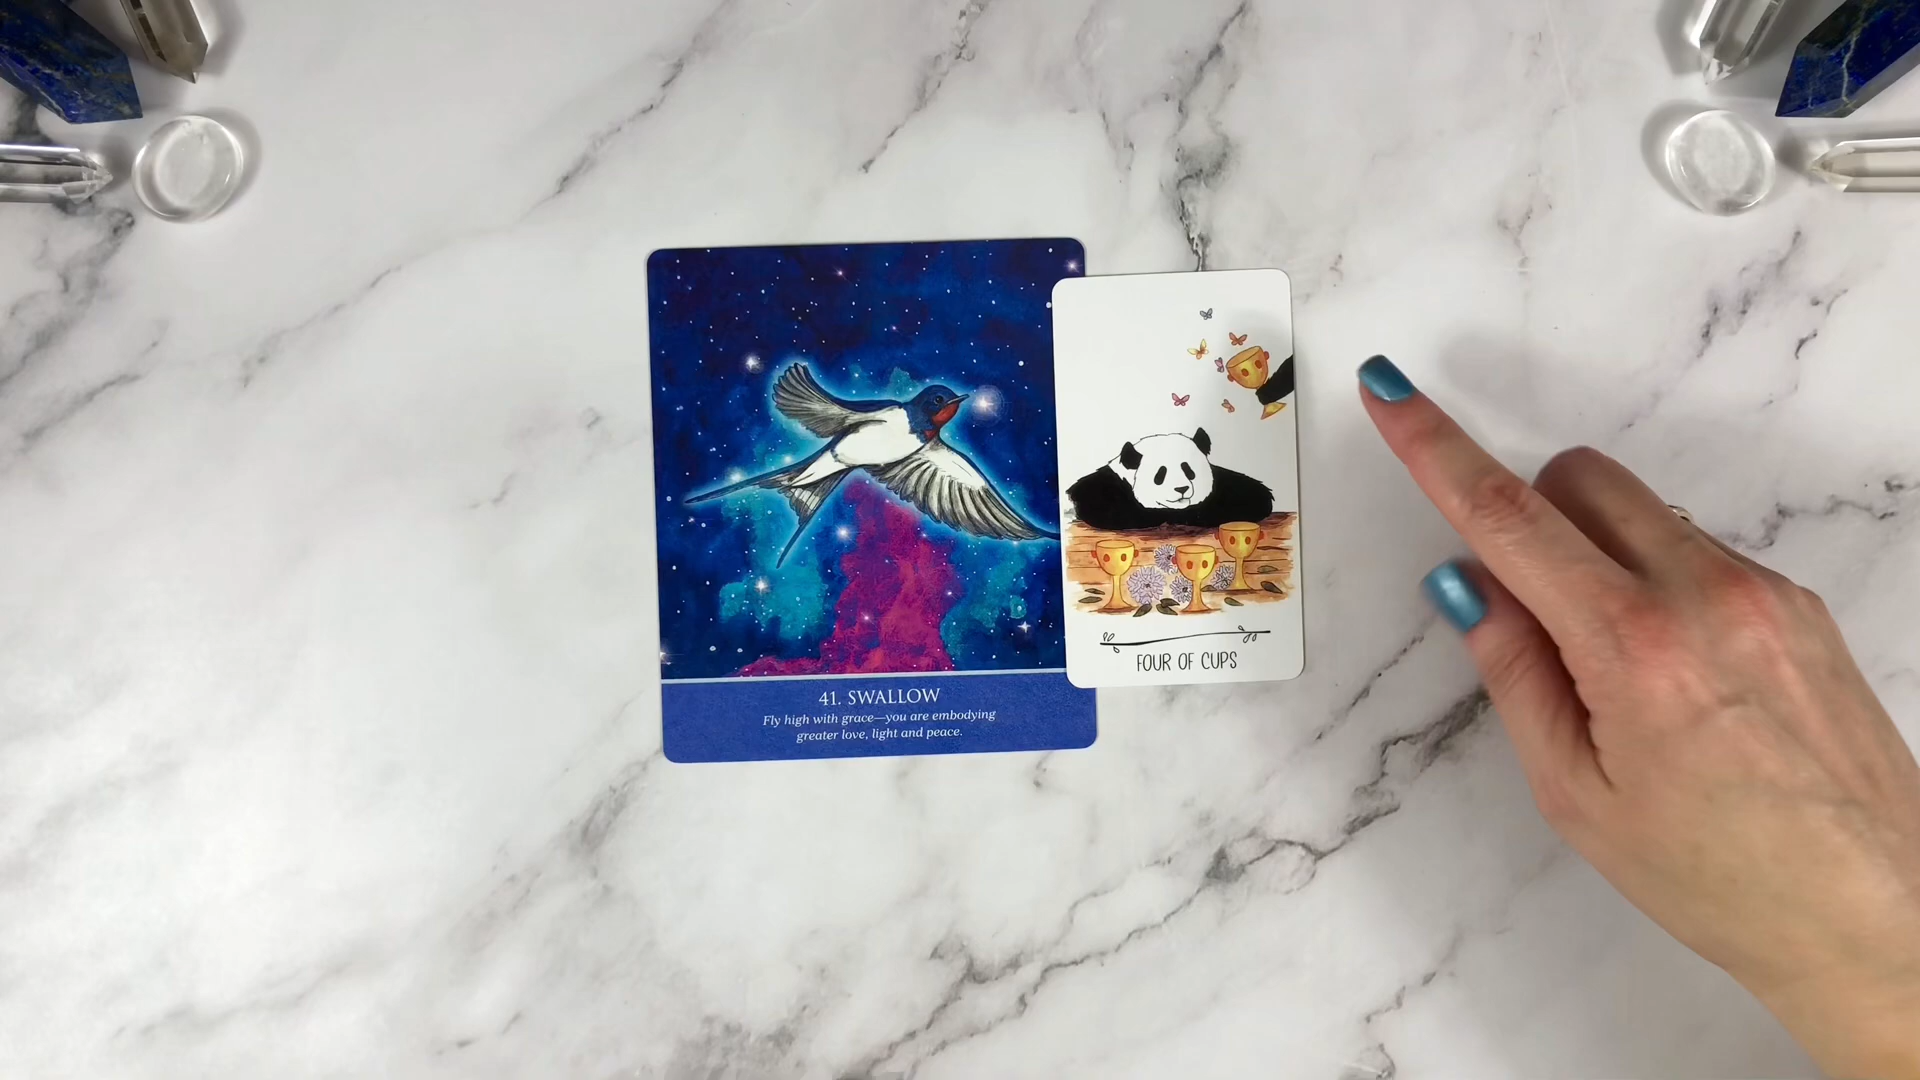 41. SWALLOW
Fly high with grace—you are embodying
greater love, light and peace.
FOUR OF CUPS